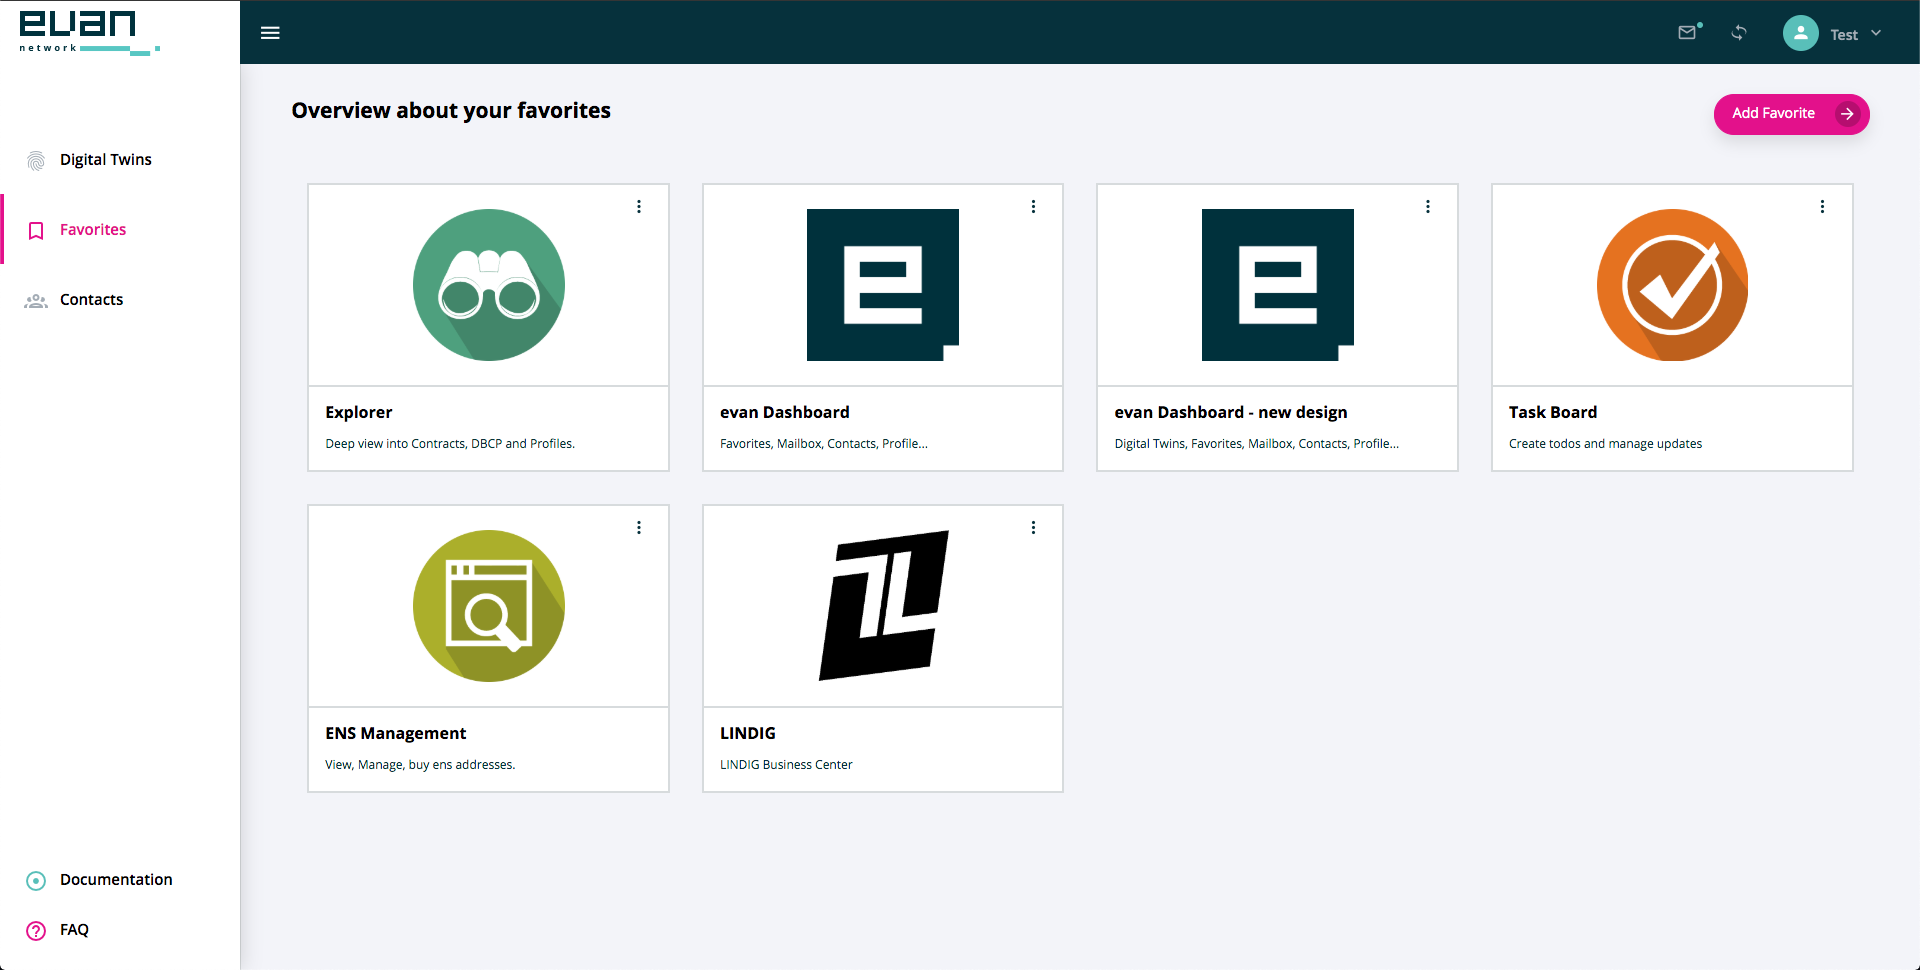 evan
network
Test
Overview about your favorites
Add Favorite
Digital Twins
Favorites
Contacts
Explorer
Deep view into Contracts, DBCP and Profiles.
evan Dashboard
Favorites, Mailbox, Contacts, Profile...
evan Dashboard - new design
Digital Twins, Favorites, Mailbox, Contacts, Profile...
Task Board
Create todos and manage updates
ENS Management
View, Manage, buy ens addresses.
LINDIG
LINDIG Business Center
Documentation
FAQ